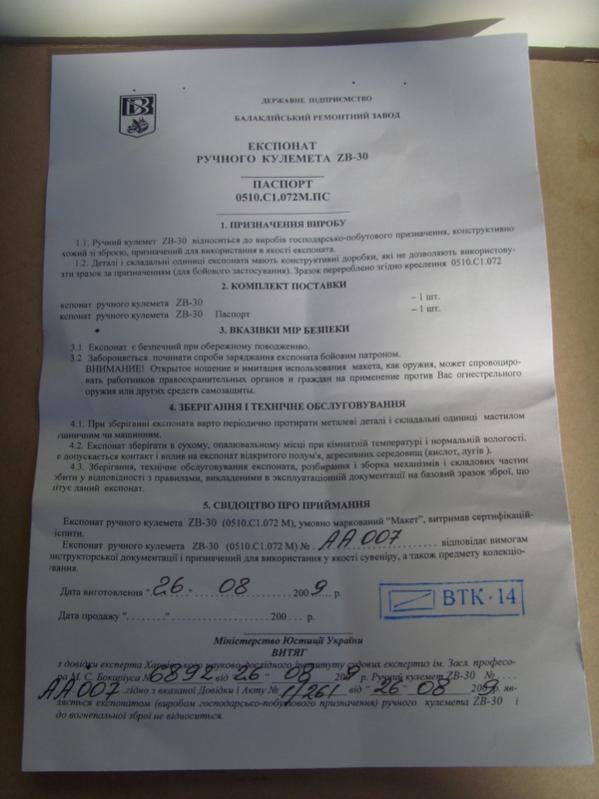 ДЕРЖАВНЕ ПІДПРИЄМСТВО
БАЛАКЛІЙСЬКИЙ РЕМОНТНИЙ ЗАВОД
ЕКСПОНАТ
РУЧНОГО КУЛЕМЕТА ZB-30
ПАСПОРТ
0510.С1.072М.ПС
1. ПРИЗНАЧЕННЯ ВИРОБУ
1.1. Ручний кулемет ZB-30 відноситься до виробів господарсько-побутового призначення, конструктивно
хожий зі зброєю, призначений для використання в якості експоната.
1.2. Деталі і складальні одиниці експоната мають конструктивні доробки, які не дозволяють використову-
яти зразок за призначенням (для бойового застосування). Зразок перероблено згідно креслення 0510.С1.072
2. КОМПЛЕКТ ПОСТАВКИ
кспонат ручного кулемета ZB-30 – 1 шт.
кспонат ручного кулемета ZB-30 Паспорт – 1 шт.
3. ВКАЗІВКИ МІР БЕЗПЕКИ
3.1 Експонат є безпечний при обережному поводженню.
3.2 Забороняється починати спроби заряджання експоната бойовим патроном.
ВНИМАНИЕ! Открытое ношение и имитация использования макета, как оружия, может спровоциро-
вать работников правоохранительных органов и граждан на применение против Вас огнестрельного
оружия или других средств самозащиты.
4. ЗБЕРІГАННЯ І ТЕХНІЧНЕ ОБСЛУГОВУВАННЯ
4.1. При зберіганні експоната варто періодично протирати металеві деталі і складальні одиниці мастилом
ушничним чи машинним.
4.2. Експонат зберігати в сухому, опалювальному місці при кімнатній температурі і нормальній вологості.
е допускається контакт і вплив на експонат відкритого полум'я, агресивних середовищ (кислот, лугів ).
4.3. Зберігання, технічне обслуговування експоната, розбирання і зборка механізмів і складових частин
обити у відповідності з правилами, викладеними в эксплуатаційной документації на базовий зразок зброї, що
тітує даний експонат.
5. СВІДОЦТВО ПРО ПРИЙМАННЯ
Експонат ручного кулемета ZB-30 (0510.С1.072 М), умовно маркований "Макет", витримав сертифікацій-
іспити.
Експонат ручного кулемета ZB-30 (0510.С1.072 М) № АА 007 відповідає вимогам
інструкторської документації і призначений для використання у якості сувеніру, а також предмету колекціо-
ування.
Дата виготовлення "26 08 2009 р.
ВТК·14
Дата продажу "........" .................... 200 ... р.
Міністерство Юстиції України
ВИТЯГ
з довідки експерта Харківського науково-дослідного інституту судових експертиз ім. Засл. професо-
ра М. С. Бокаріуса № 6892 від 26 - 08 2009 р. Ручний кулемет ZB-30 №
АА007 згідно з вказаної Довідки і Акту № 11/261 від "26 - 08 2009 р. яв-
ляється експонатом (виробом господарсько-побутового призначення) ручного кулемета ZB-30 і
до вогнепальної зброї не відноситься.